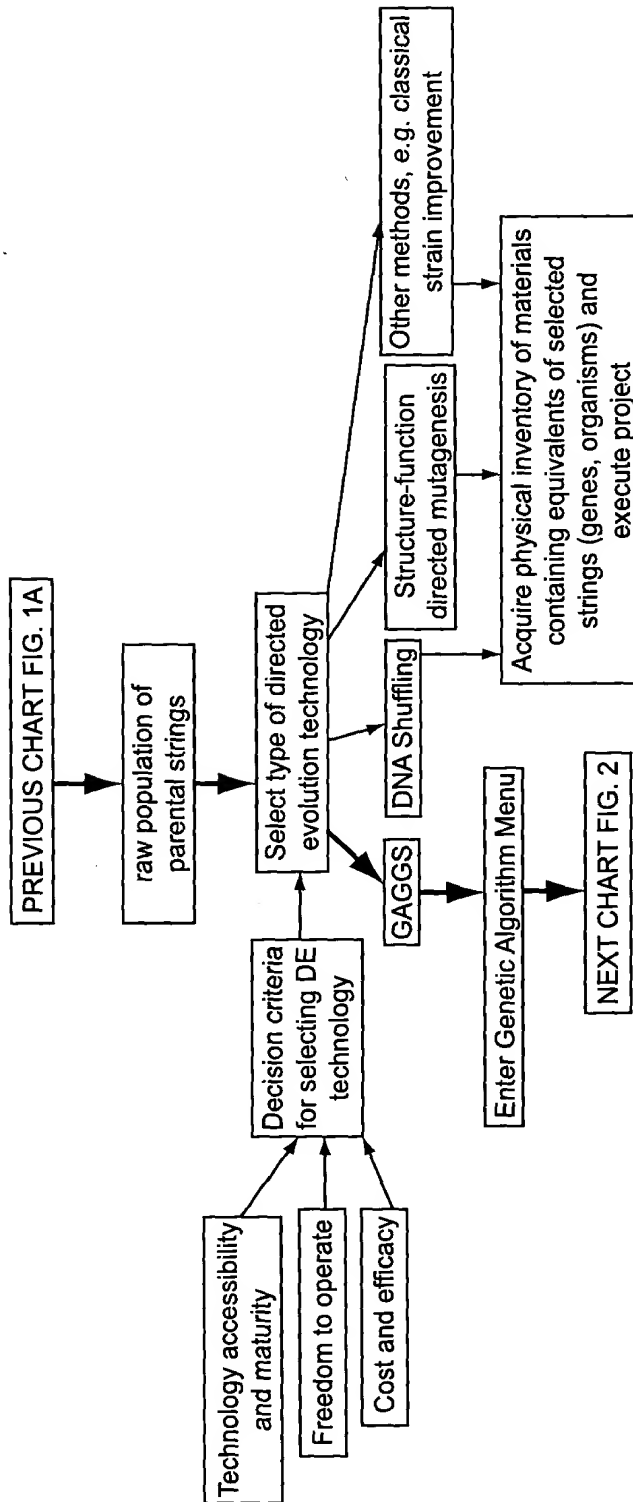 PREVIOUS CHART FIG. 1A
raw population of
parental strings
Technology accessibility
and maturity
Freedom to operate
Cost and efficacy
Decision criteria
for selecting DE
technology
Select type of directed
evolution technology
GAGGS
DNA Shuffling
Structure-function
directed mutagenesis
Other methods, e.g. classical
strain improvement
Enter Genetic Algorithm Menu
NEXT CHART FIG. 2
Acquire physical inventory of materials
containing equivalents of selected
strings (genes, organisms) and
execute project